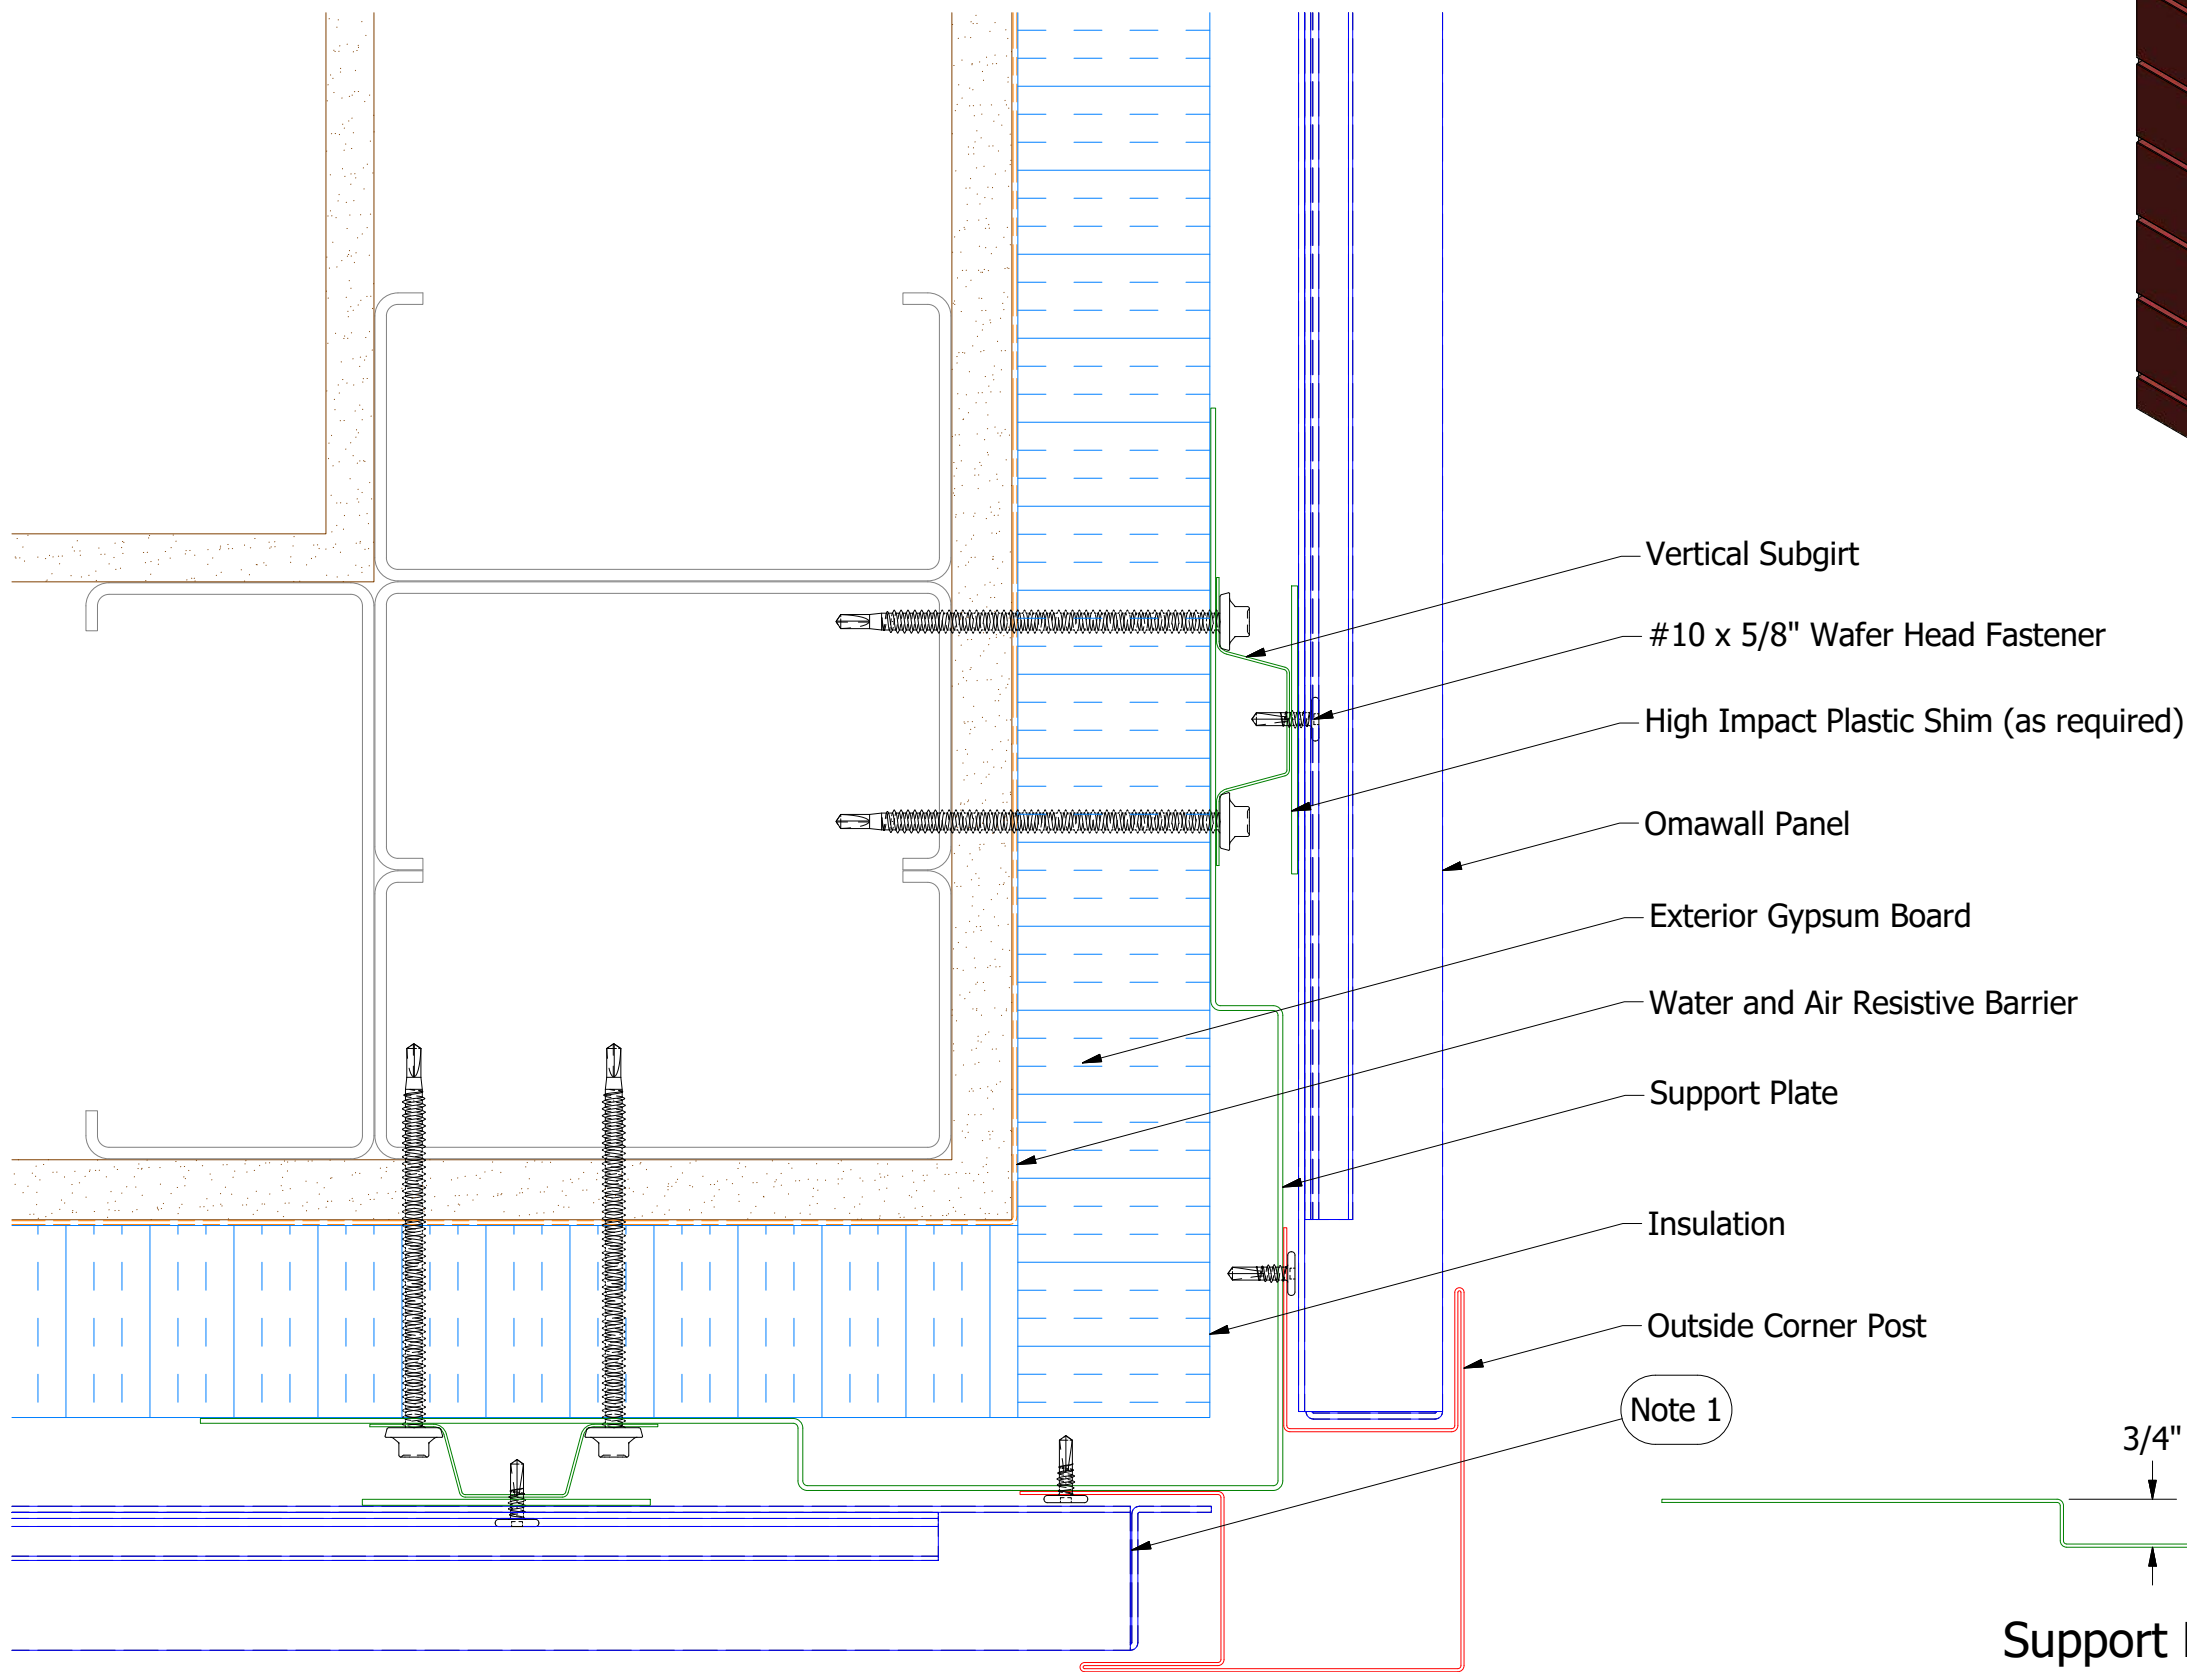 Vertical Subgirt
#10 x 5/8" Wafer Head Fastener
High Impact Plastic Shim (as required)
Omawall Panel
Exterior Gypsum Board
Water and Air Resistive Barrier
Support Plate
Insulation
Outside Corner Post
Note 1
3/4"
Support